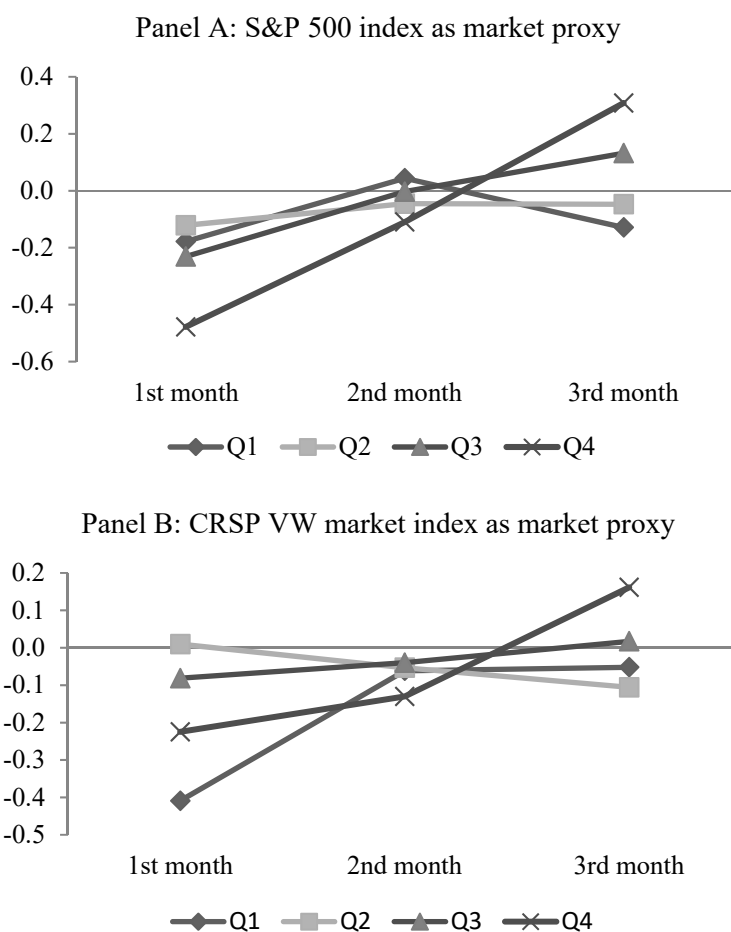 Panel A: S&P 500 index as market proxy
0.4
0.2
0.0
-0.2
-0.4
-0.6
1st month 2nd month 3rd month
Q1 Q2 Q3 Q4
Panel B: CRSP VW market index as market proxy
0.2
0.1
0.0
-0.1
-0.2
-0.3
-0.4
-0.5
1st month 2nd month 3rd month
Q1 Q2 Q3 Q4